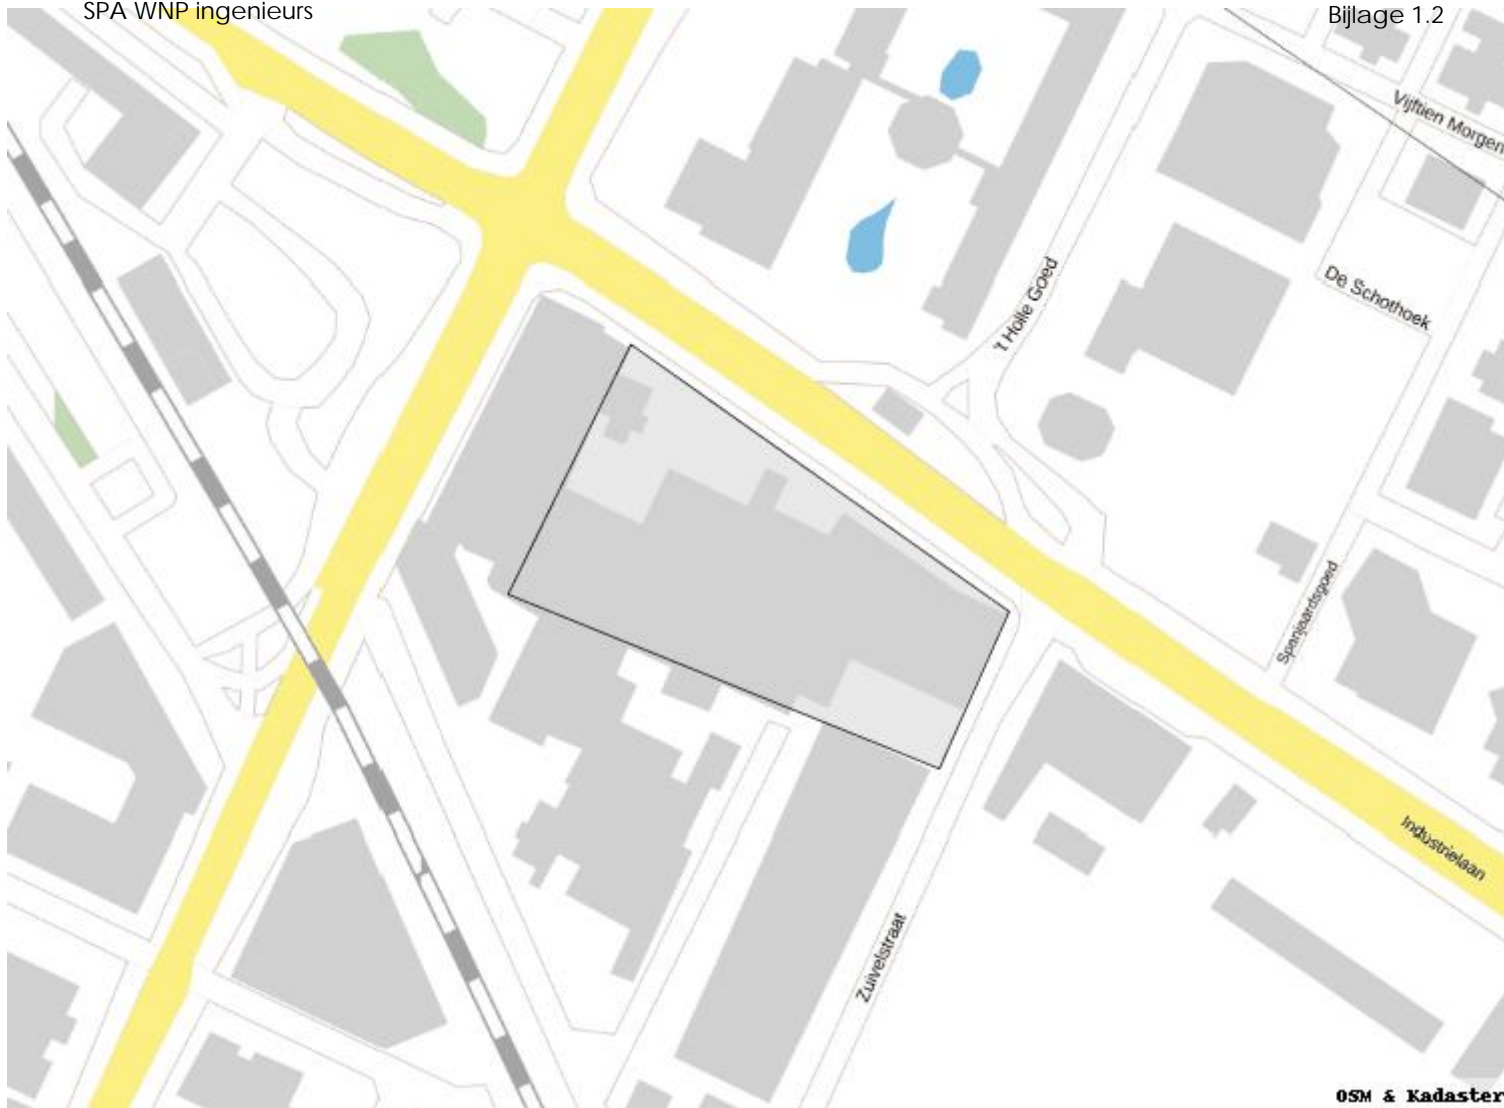 SPA WNP ingenieurs
Bijlage 1.2
Vijftien Morgen
De Schothoek
't Holle Goed
Spanjaardsgoed
Industrielaan
Zuivelstraat
OSM & Kadaster